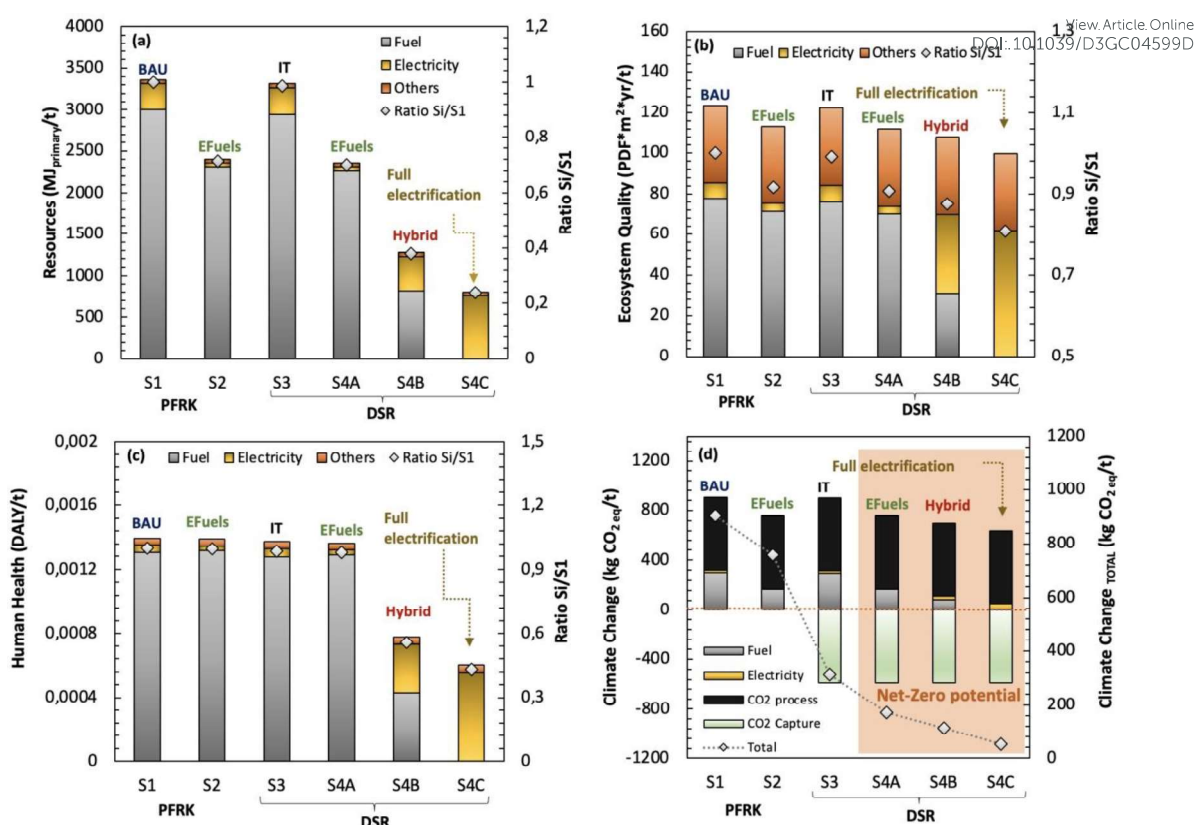 View Article Online
DOI: 10.1039/D3GC04599D
(a)
Resources (MJprimary/t)
4000
3500
3000
2500
2000
1500
1000
500
0
BAU
EFuels
IT
EFuels
Hybrid
Full
electrification
Fuel
Electricity
Others
Ratio Si/S1
1,2
1
0,8
0,6
0,4
0,2
0
Ratio Si/S1
S1 S2 S3 S4A S4B S4C
PFRK DSR
(b)
Ecosystem Quality (PDF*m²*yr/t)
160
140
120
100
80
60
40
20
0
Fuel Electricity Others Ratio Si/S1
BAU
EFuels
IT
EFuels
Hybrid
Full electrification
1,3
1,1
0,9
0,7
0,5
Ratio Si/S1
S1 S2 S3 S4A S4B S4C
PFRK DSR
(c)
Human Health (DALY/t)
0,002
0,0016
0,0012
0,0008
0,0004
0
Fuel Electricity Others Ratio Si/S1
BAU
EFuels
IT
EFuels
Hybrid
Full
electrification
1,5
1,2
0,9
0,6
0,3
0
Ratio Si/S1
S1 S2 S3 S4A S4B S4C
PFRK DSR
(d)
Climate Change (kg CO2 eq/t)
1200
800
400
0
-400
-800
-1200
BAU
EFuels
IT
EFuels
Hybrid
Full electrification
Fuel
Electricity
CO2 process
CO2 Capture
Total
Net-Zero potential
1200
1000
800
600
400
200
0
Climate Change TOTAL (kg CO2 eq/t)
S1 S2 S3 S4A S4B S4C
PFRK DSR